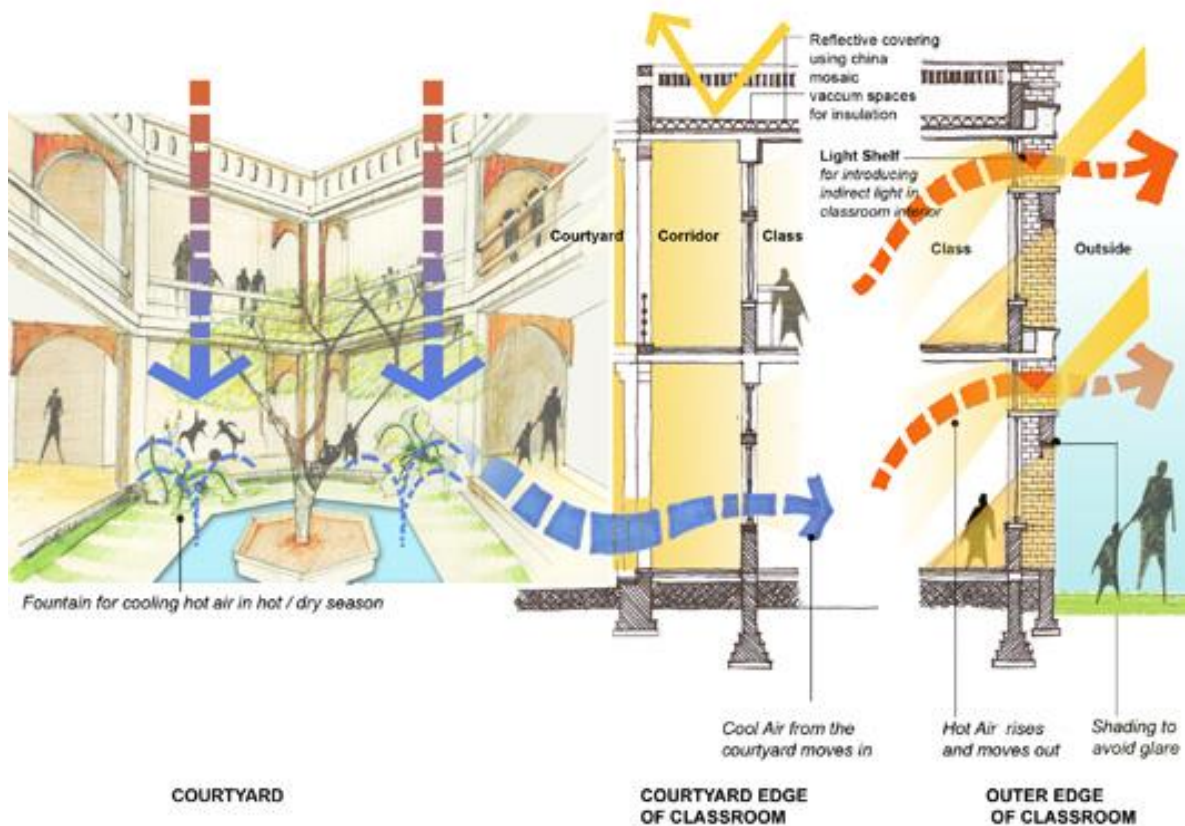 Reflective covering
using china
mosaic
vaccum spaces
for insulation
Light Shelf
for introducing
indirect light in
classroom interior
Courtyard
Corridor
Class
Class
Outside
Fountain for cooling hot air in hot / dry season
Cool Air from the
courtyard moves in
Hot Air rises
and moves out
Shading to
avoid glare
COURTYARD
COURTYARD EDGE
OF CLASSROOM
OUTER EDGE
OF CLASSROOM